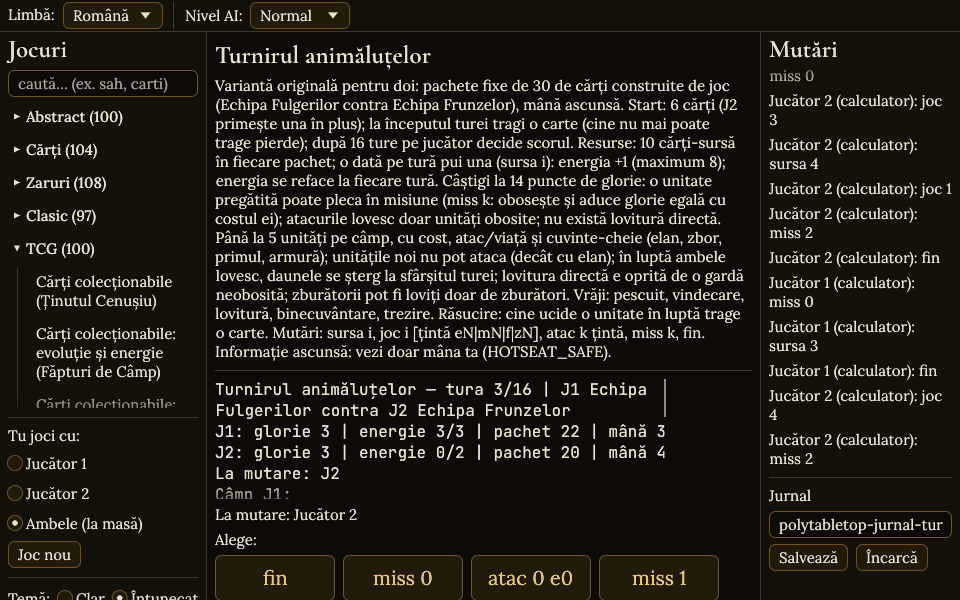 Limbă: Română ▼ Nivel AI: Normal ▼
Jocuri
caută... (ex. sah, carti)
▸ Abstract (100)
▸ Cărți (104)
▸ Zaruri (108)
▸ Clasic (97)
▾ TCG (100)
Cărți colecționabile
(Ținutul Cenușiu)
Cărți colecționabile:
evoluție și energie
(Făpturi de Câmp)
Cărți colecționabile:
Tu joci cu:
Jucător 1
Jucător 2
Ambele (la masă)
Joc nou
Temă: Clar Întunecat
Turnirul animăluțelor
Variantă originală pentru doi: pachete fixe de 30 de cărți construite de joc
(Echipa Fulgerilor contra Echipa Frunzelor), mână ascunsă. Start: 6 cărți (J2
primește una în plus); la începutul turei tragi o carte (cine nu mai poate
trage pierde); după 16 ture pe jucător decide scorul. Resurse: 10 cărți-sursă
în fiecare pachet; o dată pe tură pui una (sursa i): energia +1 (maximum 8);
energia se reface la fiecare tură. Câștigi la 14 puncte de glorie: o unitate
pregătită poate pleca în misiune (miss k: obosește și aduce glorie egală cu
costul ei); atacurile lovesc doar unități obosite; nu există lovitură directă.
Până la 5 unități pe câmp, cu cost, atac/viață și cuvinte-cheie (elan, zbor,
primul, armură); unitățile noi nu pot ataca (decât cu elan); în luptă ambele
lovesc, daunele se șterg la sfârșitul turei; lovitura directă e oprită de o gardă
neobosită; zburătorii pot fi loviți doar de zburători. Vrăji: pescuit, vindecare,
lovitură, binecuvântare, trezire. Răsucire: cine ucide o unitate în luptă trage
o carte. Mutări: sursa i, joc i [țintă eN|mN|f|zN], atac k țintă, miss k, fin.
Informație ascunsă: vezi doar mâna ta (HOTSEAT_SAFE).
Turnirul animăluțelor — tura 3/16 | J1 Echipa
Fulgerilor contra J2 Echipa Frunzelor
J1: glorie 3 | energie 3/3 | pachet 22 | mână 3
J2: glorie 3 | energie 0/2 | pachet 20 | mână 4
La mutare: J2
Câmp J1:
La mutare: Jucător 2
Alege:
fin miss 0 atac 0 e0 miss 1
Mutări
miss 0
Jucător 2 (calculator): joc
3
Jucător 2 (calculator):
sursa 4
Jucător 2 (calculator): joc 1
Jucător 2 (calculator):
miss 2
Jucător 2 (calculator): fin
Jucător 1 (calculator):
miss 0
Jucător 1 (calculator):
sursa 3
Jucător 1 (calculator): fin
Jucător 2 (calculator): joc
4
Jucător 2 (calculator):
miss 2
Jurnal
polytabletop-jurnal-tur
Salvează Încarcă